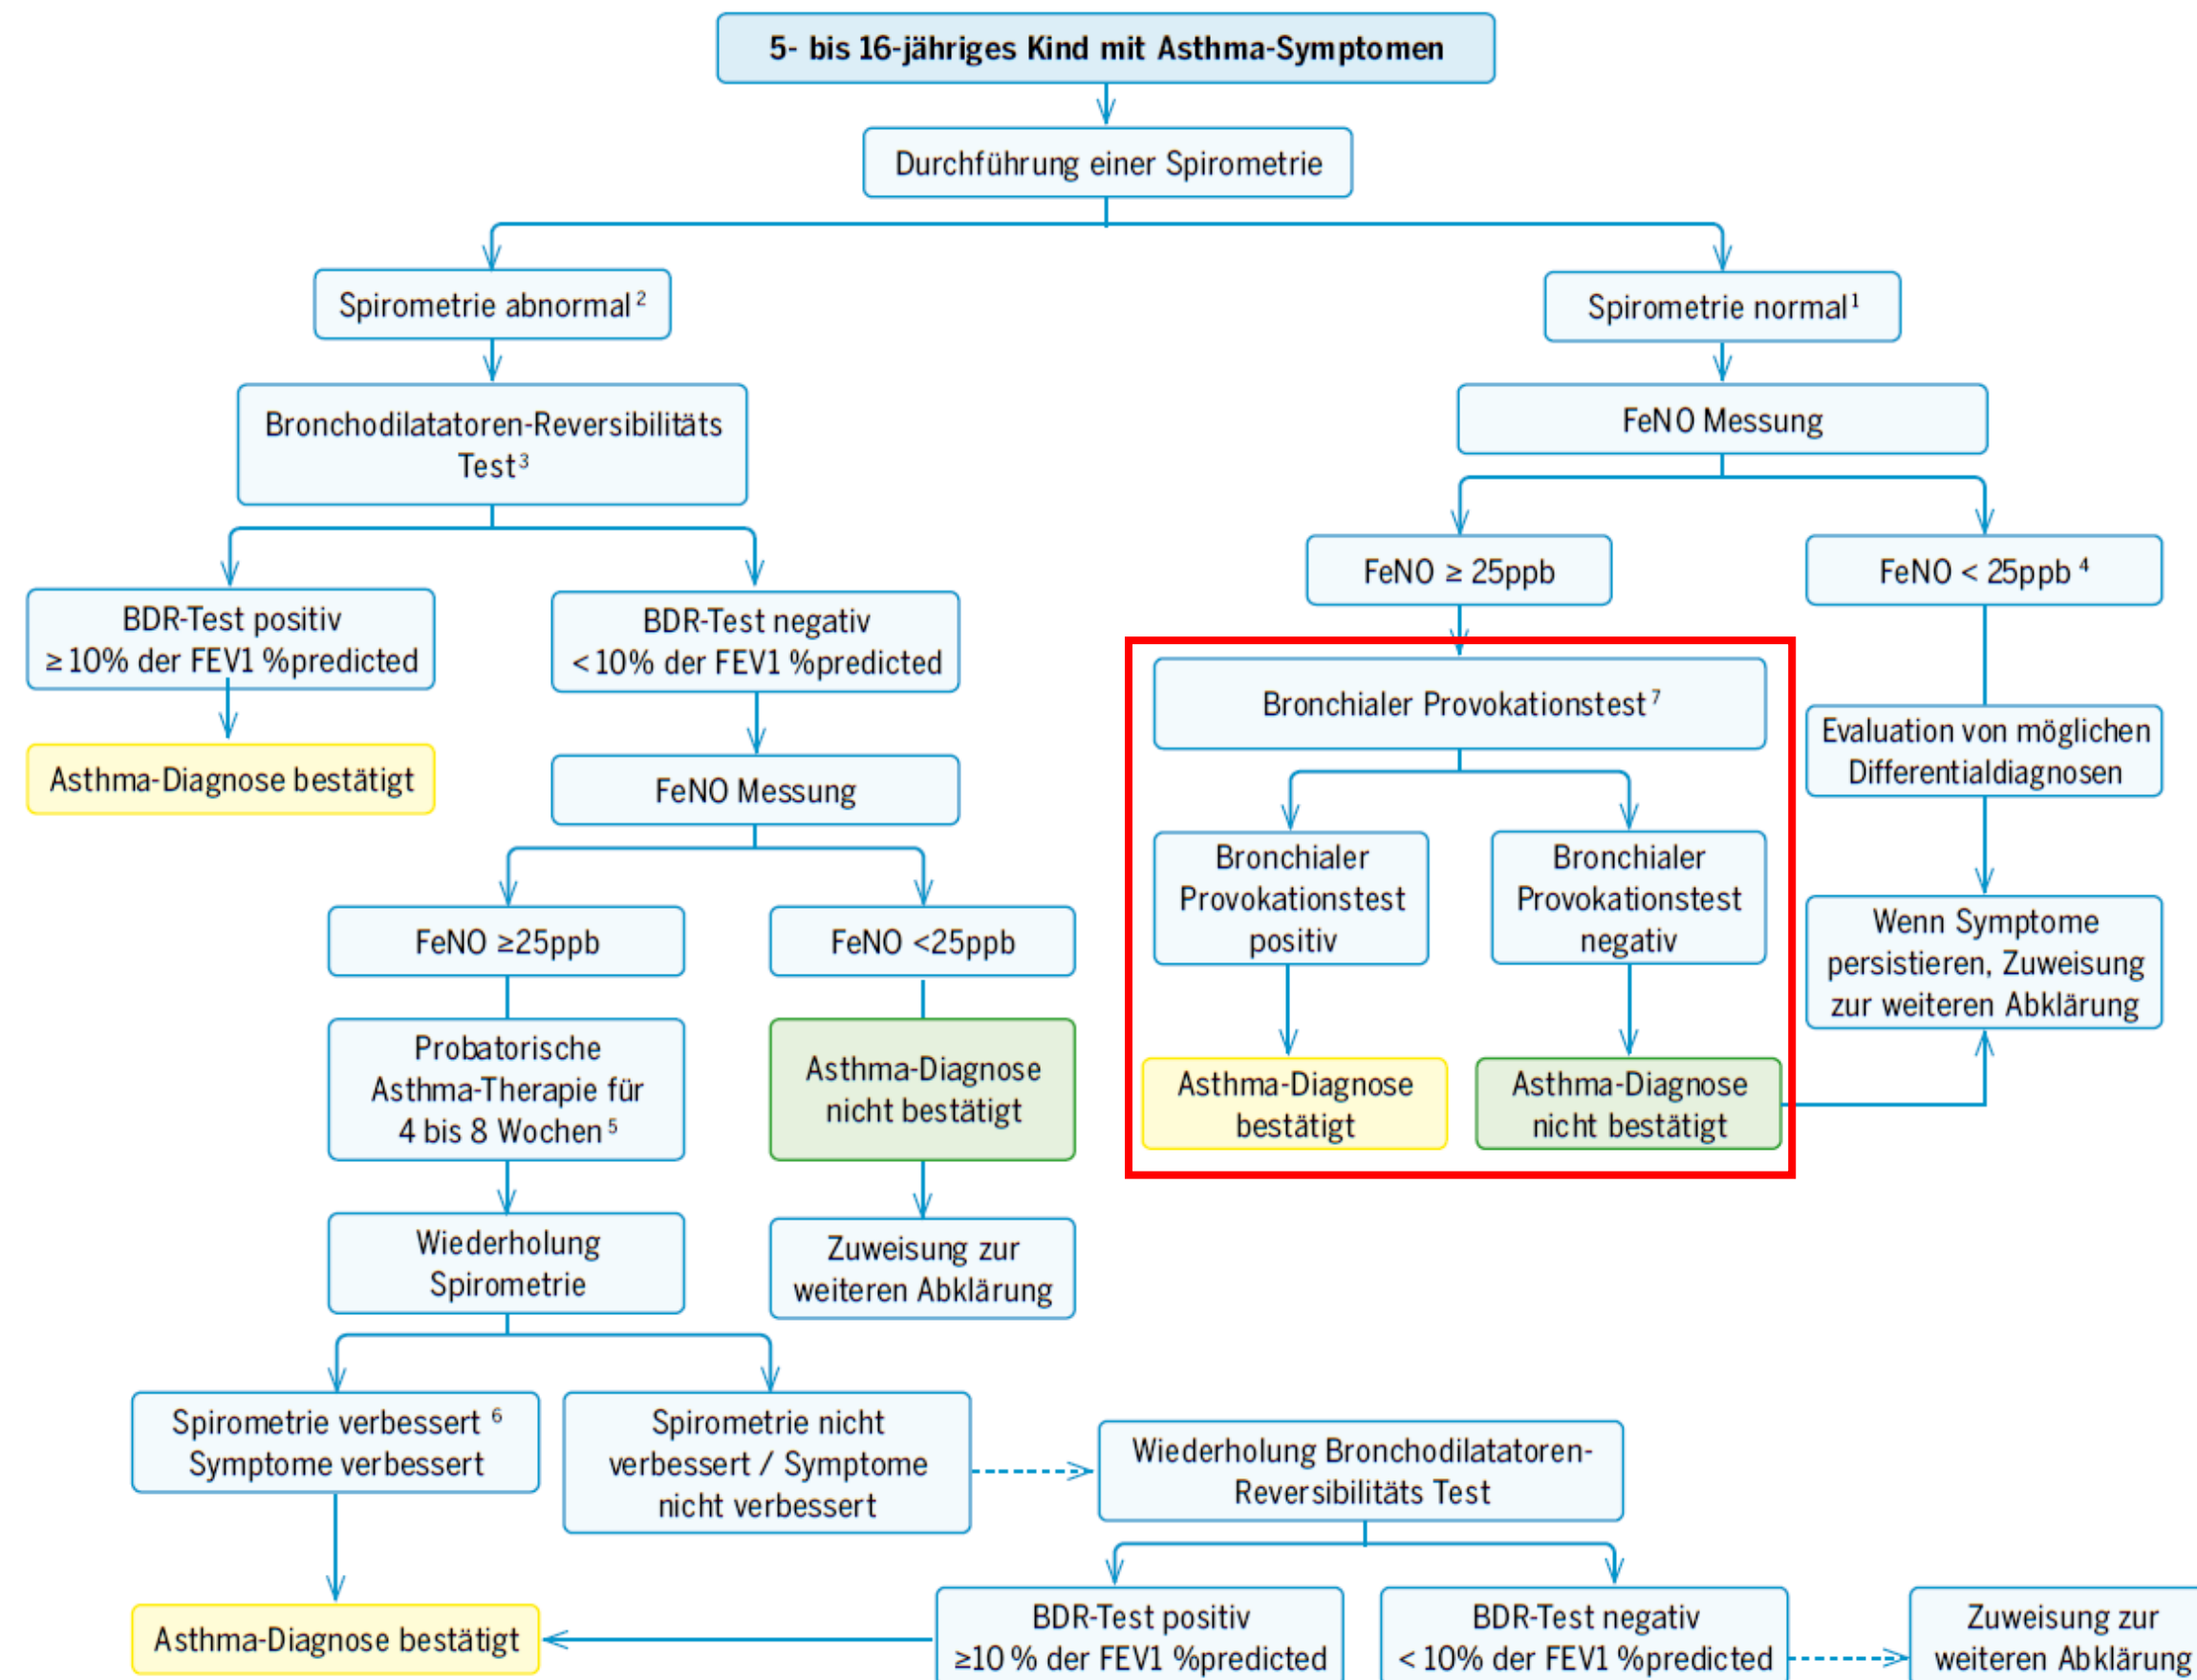 5- bis 16-jähriges Kind mit Asthma-Symptomen
Durchführung einer Spirometrie
Spirometrie abnormal²
Bronchodilatatoren-Reversibilitäts
Test³
BDR-Test positiv
≥ 10% der FEV1 %predicted
Asthma-Diagnose bestätigt
BDR-Test negativ
< 10% der FEV1 %predicted
FeNO Messung
FeNO ≥25ppb
Probatorische
Asthma-Therapie für
4 bis 8 Wochen⁵
Wiederholung
Spirometrie
FeNO <25ppb
Asthma-Diagnose
nicht bestätigt
Zuweisung zur
weiteren Abklärung
Spirometrie verbessert ⁶
Symptome verbessert
Asthma-Diagnose bestätigt
Spirometrie nicht
verbessert / Symptome
nicht verbessert
Wiederholung Bronchodilatatoren-
Reversibilitäts Test
BDR-Test positiv
≥10 % der FEV1 %predicted
BDR-Test negativ
< 10% der FEV1 %predicted
Zuweisung zur
weiteren Abklärung
Spirometrie normal¹
FeNO Messung
FeNO ≥ 25ppb
Bronchialer Provokationstest⁷
Bronchialer
Provokationstest
positiv
Asthma-Diagnose
bestätigt
Bronchialer
Provokationstest
negativ
Asthma-Diagnose
nicht bestätigt
FeNO < 25ppb ⁴
Evaluation von möglichen
Differentialdiagnosen
Wenn Symptome
persistieren, Zuweisung
zur weiteren Abklärung